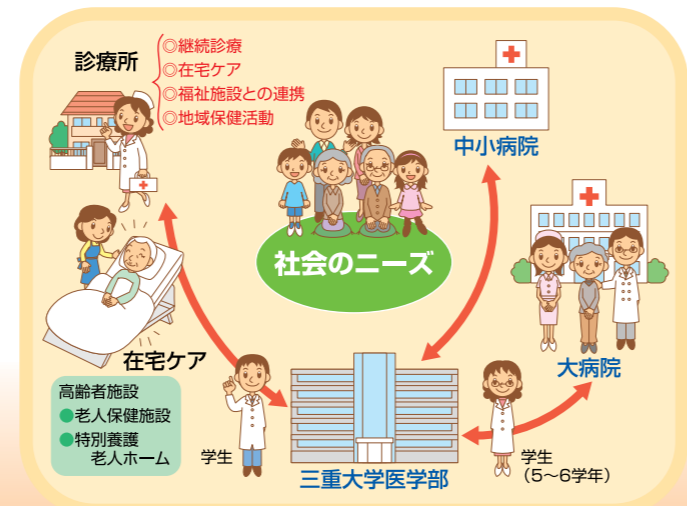 診療所
◎継続診療
◎在宅ケア
◎福祉施設との連携
◎地域保健活動
中小病院
社会のニーズ
大病院
在宅ケア
高齢者施設
●老人保健施設
●特別養護
老人ホーム
学生
三重大学医学部
学生
（5〜6学年）